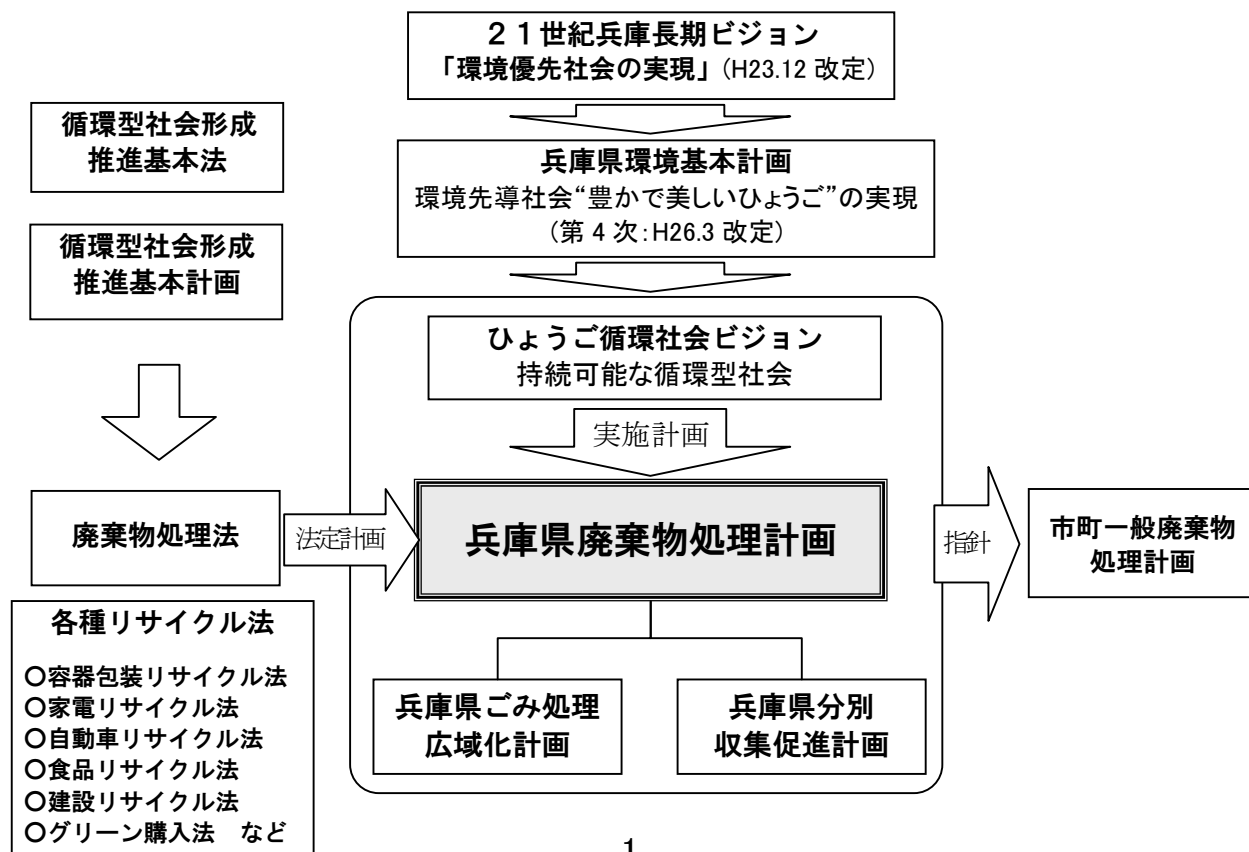 ２１世紀兵庫長期ビジョン
「環境優先社会の実現」（H23.12 改定）
循環型社会形成
推進基本法
兵庫県環境基本計画
環境先導社会“豊かで美しいひょうご”の実現
（第４次：H26.3 改定）
循環型社会形成
推進基本計画
ひょうご循環社会ビジョン
持続可能な循環型社会
実施計画
廃棄物処理法
法定計画
兵庫県廃棄物処理計画
指針
市町一般廃棄物
処理計画
各種リサイクル法
○容器包装リサイクル法
○家電リサイクル法
○自動車リサイクル法
○食品リサイクル法
○建設リサイクル法
○グリーン購入法　など
兵庫県ごみ処理
広域化計画
兵庫県分別
収集促進計画
1